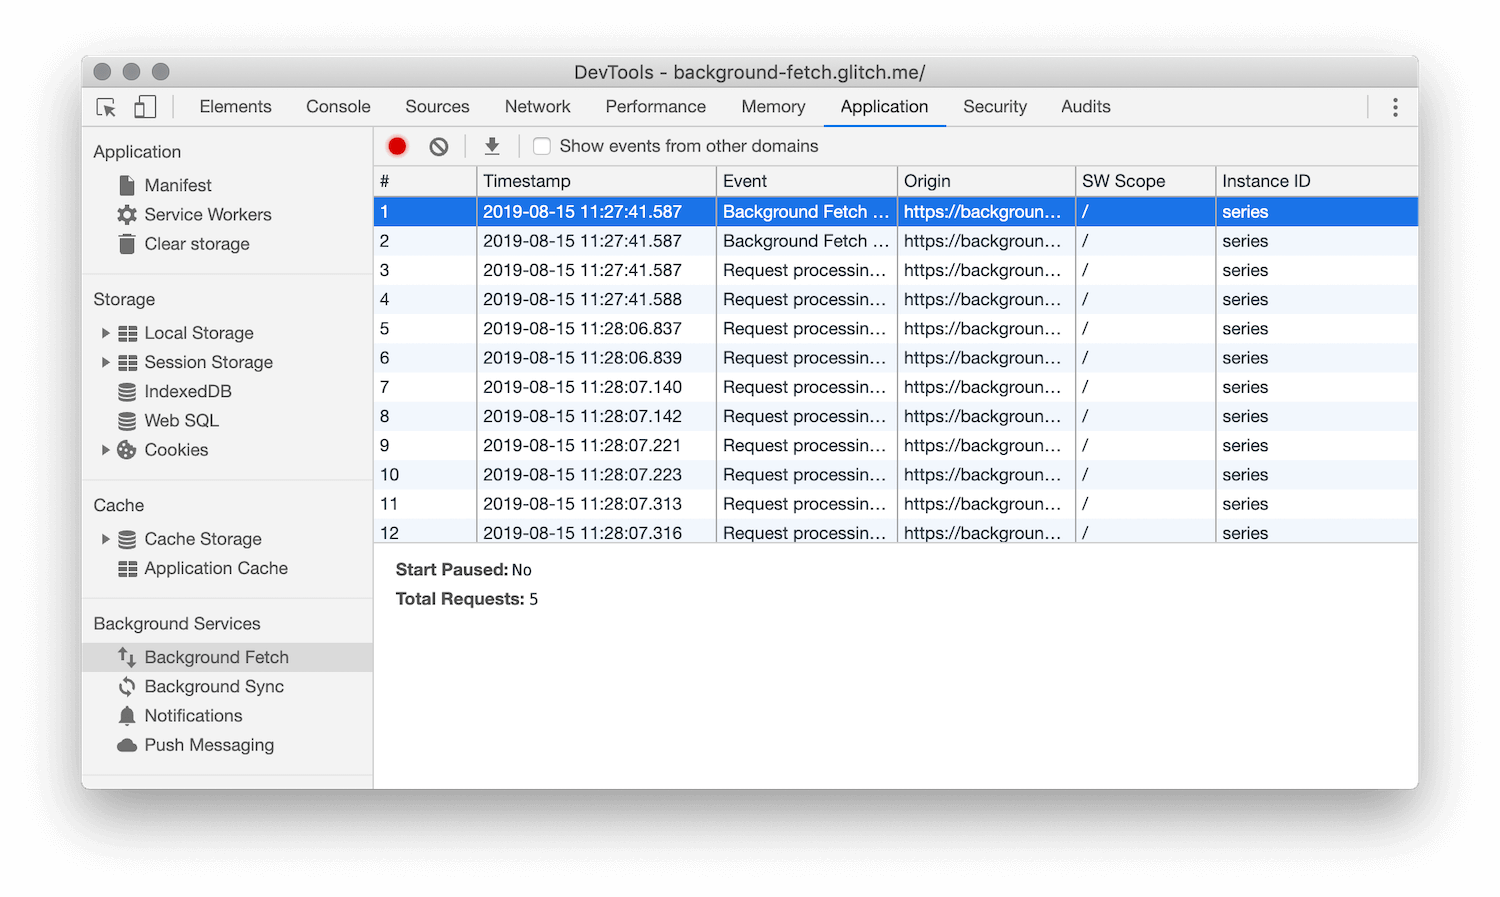 DevTools - background-fetch.glitch.me/
Elements Console Sources Network Performance Memory Application Security Audits
Application
Manifest
Service Workers
Clear storage
Storage
Local Storage
Session Storage
IndexedDB
Web SQL
Cookies
Cache
Cache Storage
Application Cache
Background Services
Background Fetch
Background Sync
Notifications
Push Messaging
Show events from other domains
# Timestamp Event Origin SW Scope Instance ID
1 2019-08-15 11:27:41.587 Background Fetch … https://backgroun… / series
2 2019-08-15 11:27:41.587 Background Fetch … https://backgroun… / series
3 2019-08-15 11:27:41.587 Request processin… https://backgroun… / series
4 2019-08-15 11:27:41.588 Request processin… https://backgroun… / series
5 2019-08-15 11:28:06.837 Request processin… https://backgroun… / series
6 2019-08-15 11:28:06.839 Request processin… https://backgroun… / series
7 2019-08-15 11:28:07.140 Request processin… https://backgroun… / series
8 2019-08-15 11:28:07.142 Request processin… https://backgroun… / series
9 2019-08-15 11:28:07.221 Request processin… https://backgroun… / series
10 2019-08-15 11:28:07.223 Request processin… https://backgroun… / series
11 2019-08-15 11:28:07.313 Request processin… https://backgroun… / series
12 2019-08-15 11:28:07.316 Request processin… https://backgroun… / series
Start Paused: No
Total Requests: 5